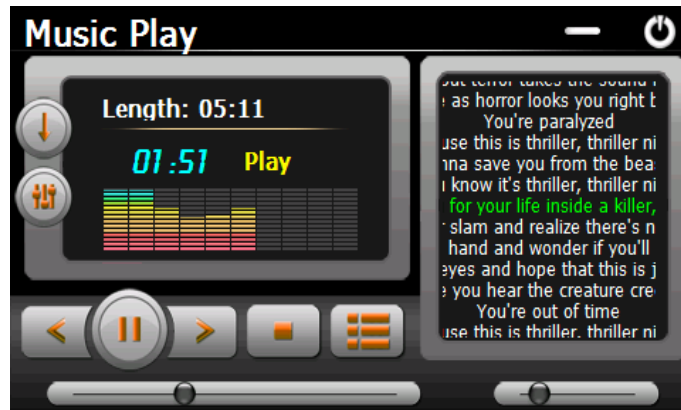 Music Play
Length: 05:11
01:51 Play
as horror looks you right
You're paralyzed
this is thriller, thriller
save you from the
know it's thriller, thriller
for your life inside a killer,
slam and realize there's
hand and wonder if you'll
eyes and hope that this is
you hear the creature
You're out of time
this is thriller, thriller